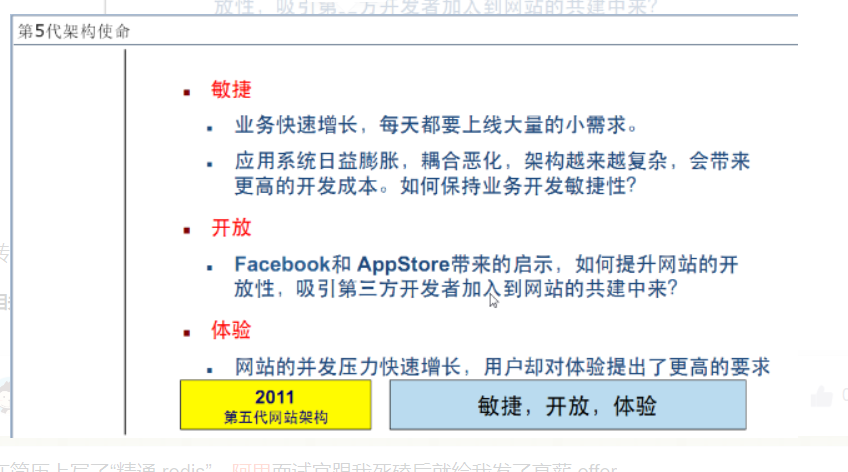 放性，吸引第三方开发者加入到网站的共建中来？
第5代架构使命
敏捷
业务快速增长，每天都要上线大量的小需求。
应用系统日益膨胀，耦合恶化，架构越来越复杂，会带来
更高的开发成本。如何保持业务开发敏捷性？
开放
Facebook和 AppStore带来的启示，如何提升网站的开
放性，吸引第三方开发者加入到网站的共建中来？
体验
网站的并发压力快速增长，用户却对体验提出了更高的要求
2011
第五代网站架构
敏捷，开放，体验
简历上写了“精通 redis”，阿里面试官跟我死磕后就给我发了高薪 offer